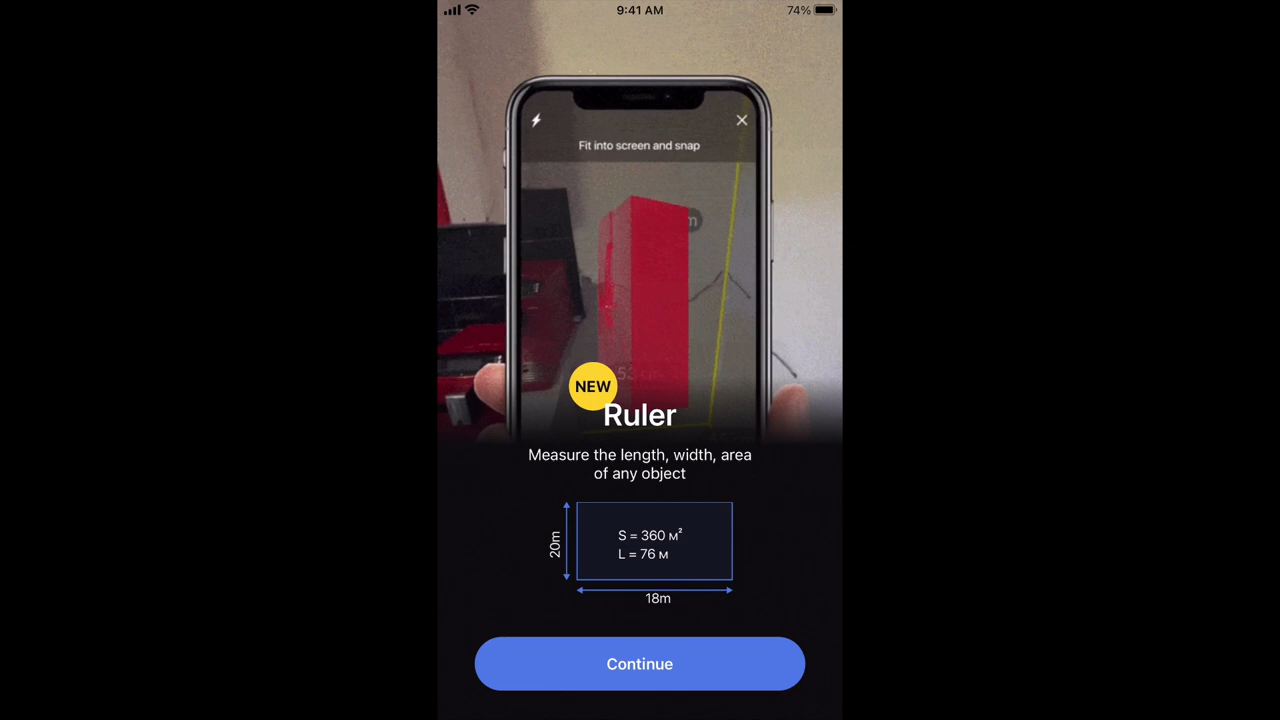 9:41 AM
74%
Fit into screen and snap
NEW
Ruler
Measure the length, width, area
of any object
20m
S = 360 м²
L = 76 м
18m
Continue